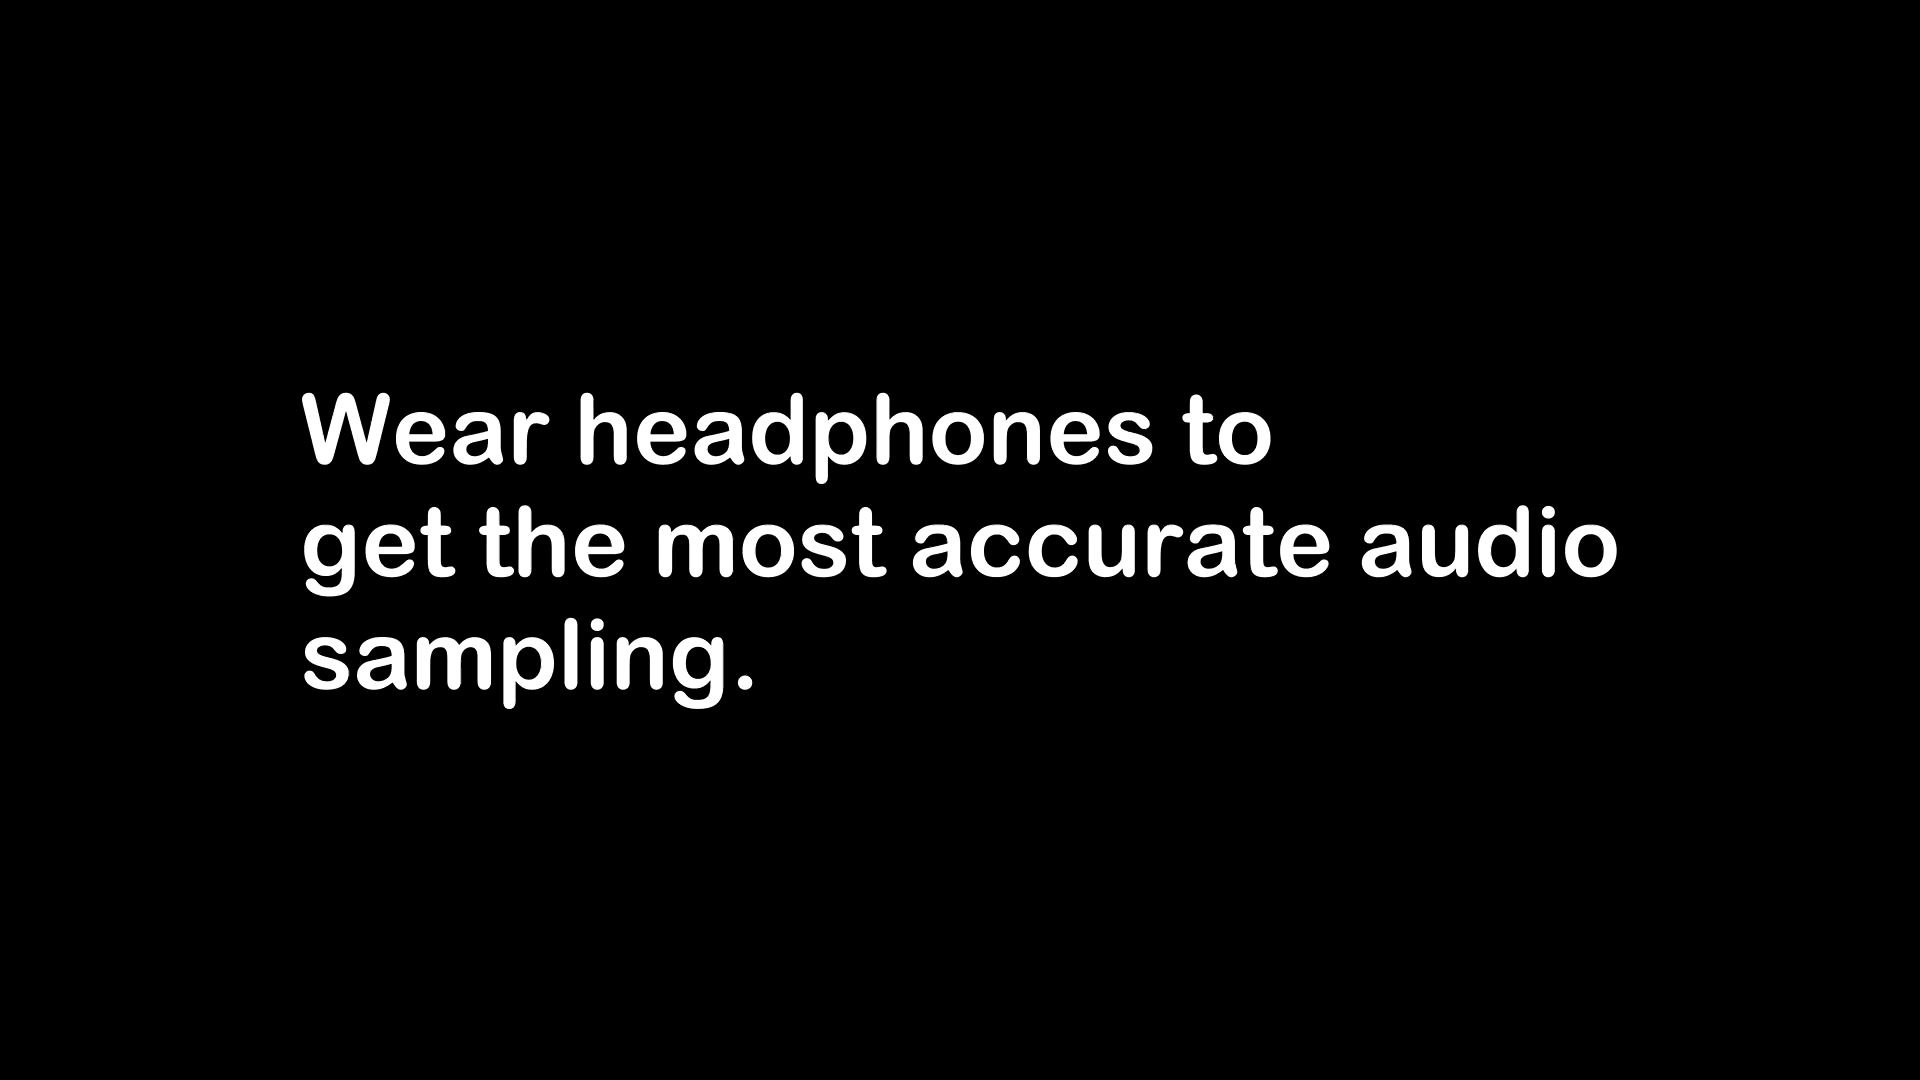 Wear headphones to
get the most accurate audio
sampling.